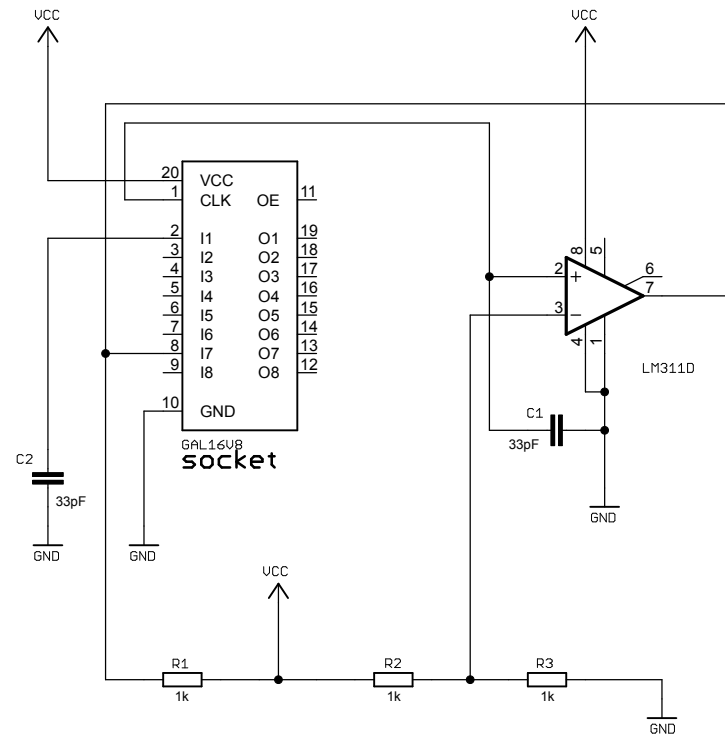 VCC
VCC
20 VCC
1 CLK OE 11
2 I1 O1 19
3 I2 O2 18
4 I3 O3 17
5 I4 O4 16
6 I5 O5 15
7 I6 O6 14
8 I7 O7 13
9 I8 O8 12
10 GND
GAL16V8
socket
8 5
2 + 6
7
3 −
4 1
LM311D
C1
33pF
GND
C2
33pF
GND
GND
VCC
R1
1k
R2
1k
R3
1k
GND